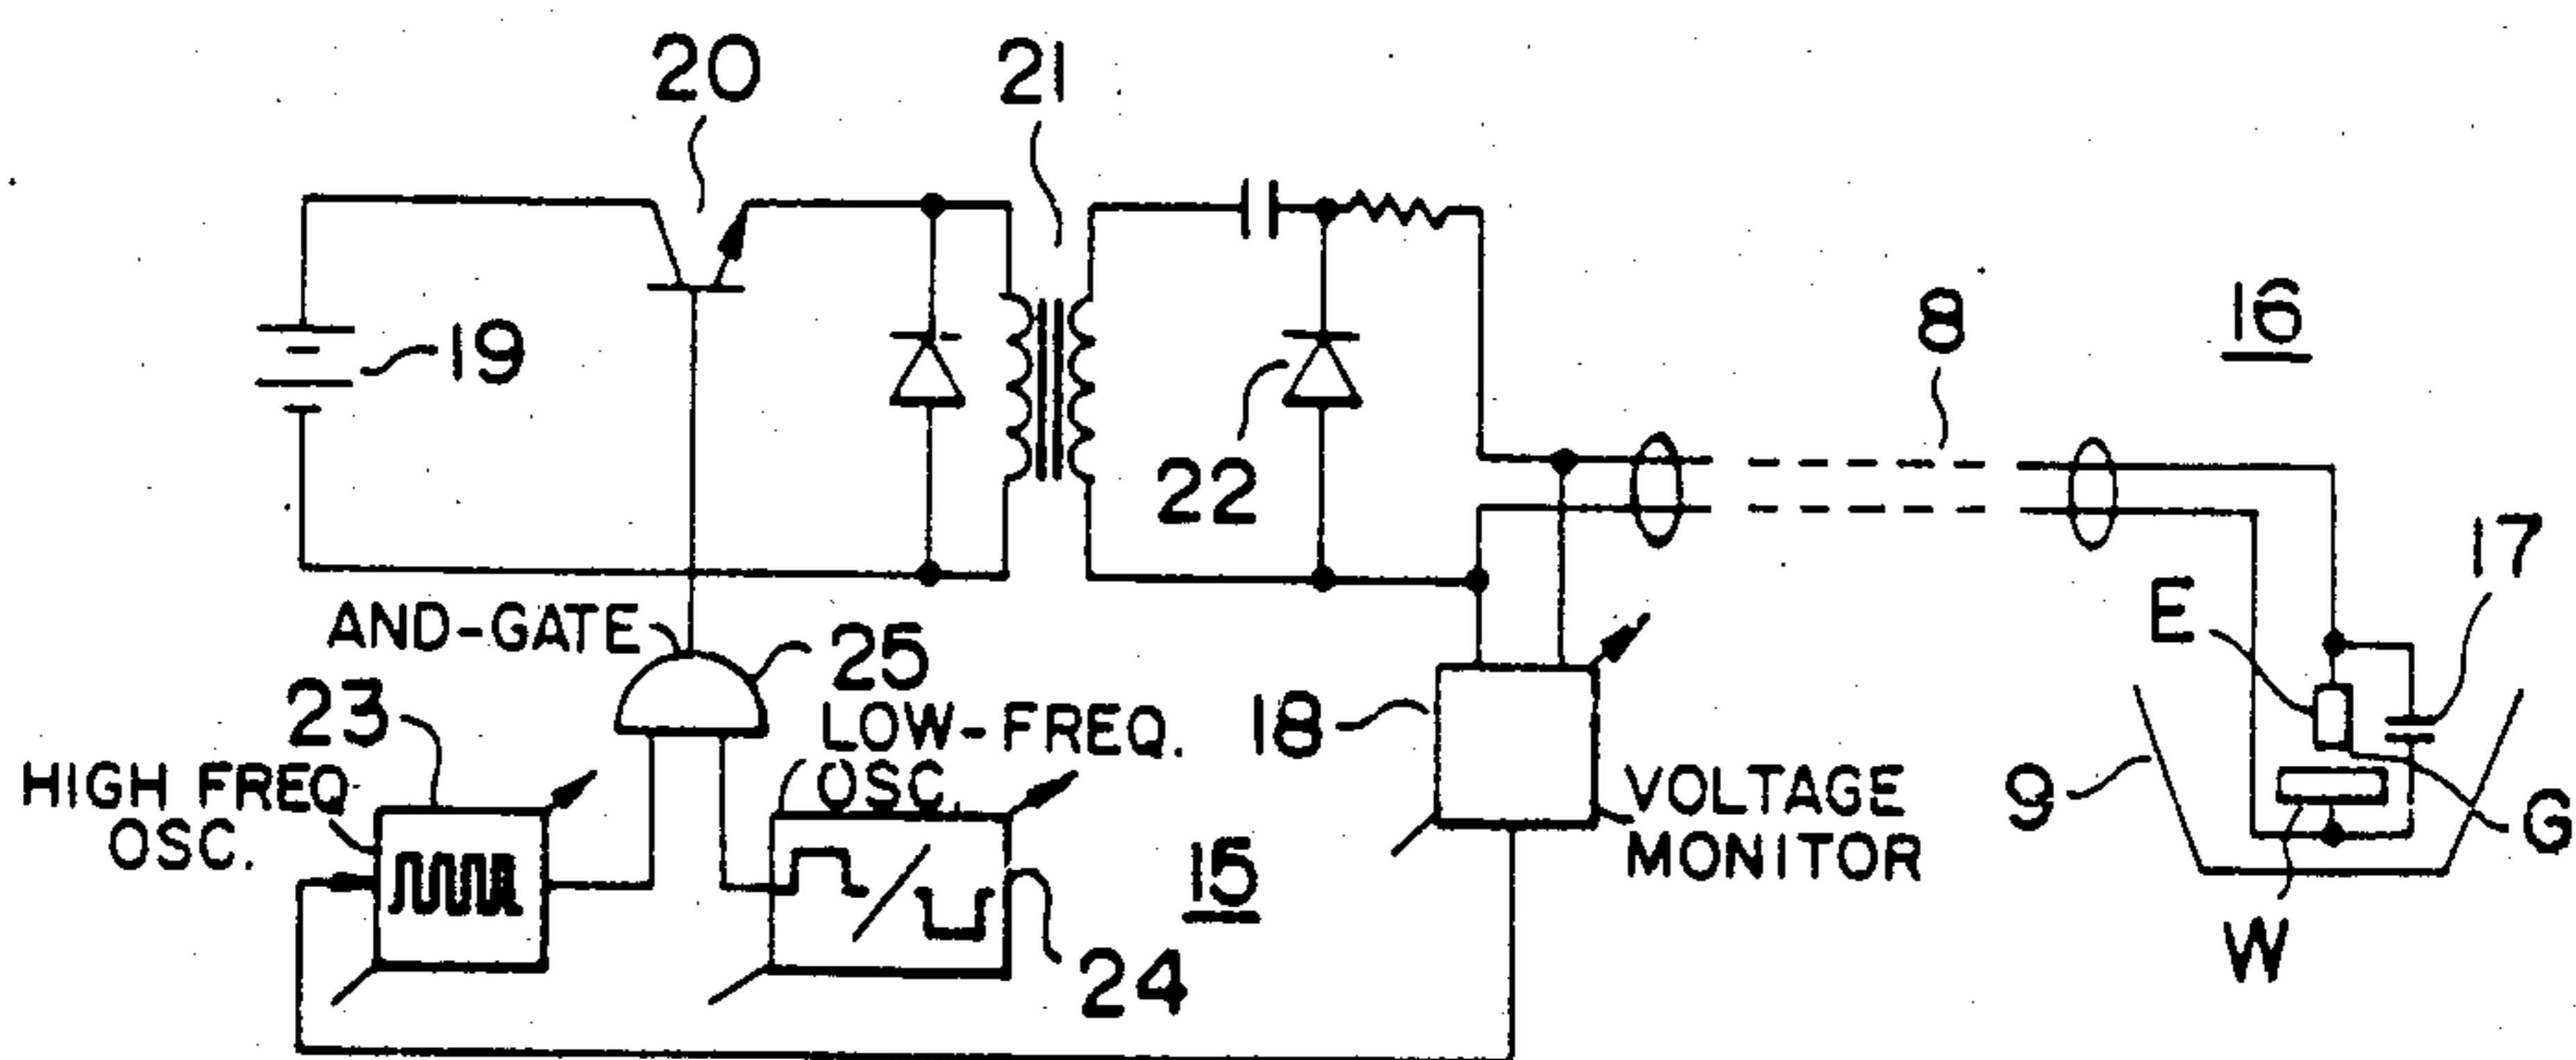 20
21
19
22
8
16
AND-GATE
25
E
17
23
HIGH FREQ.
OSC.
LOW-FREQ.
OSC.
18
VOLTAGE
MONITOR
9
G
15
24
W